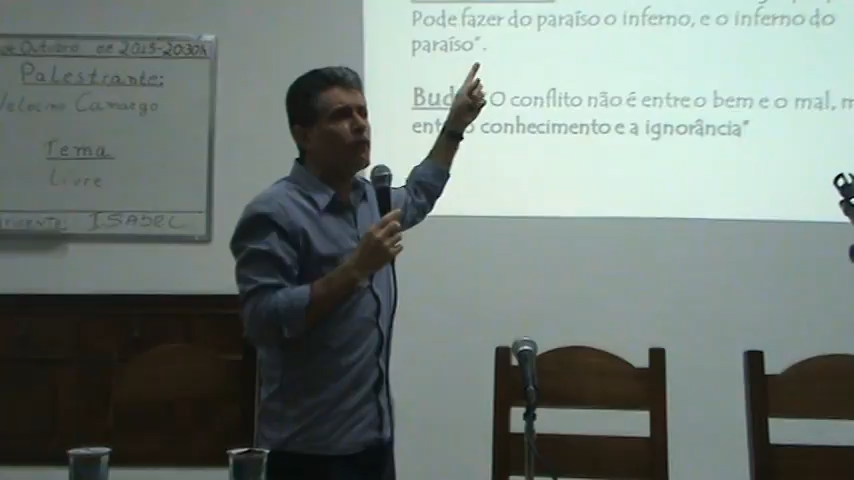 Outubro de 2015-20:30h
Palestrante:
Velocino Camargo
Tema
Livre
ISABEL
Pode fazer do paraíso o inferno, e o inferno do
paraíso".
O conflito não é entre o bem e o mal,
conhecimento e a ignorância"